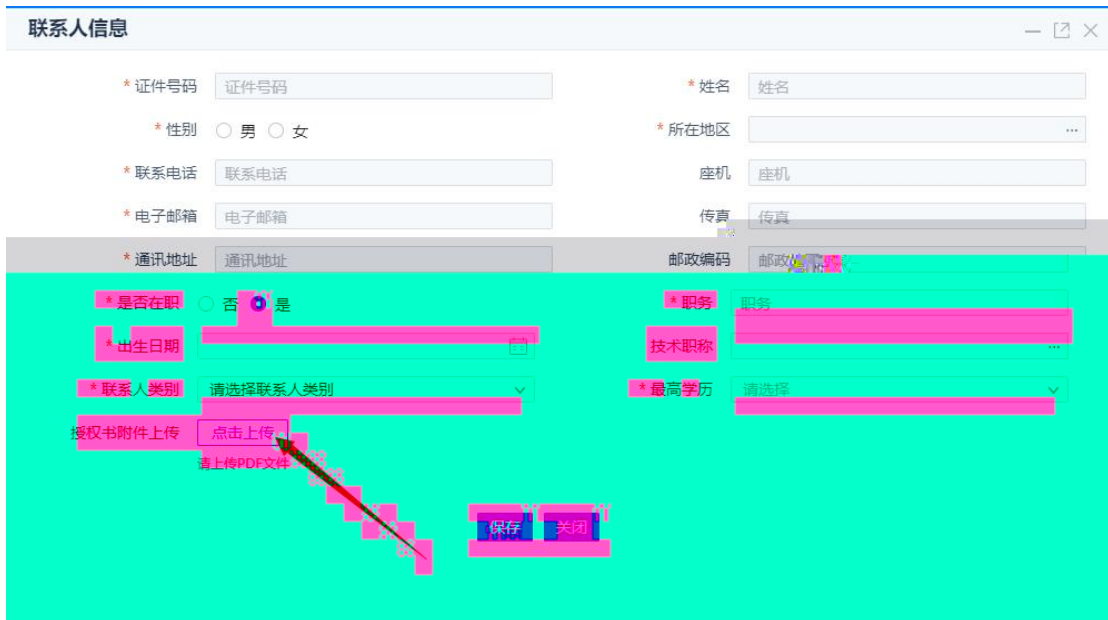 联系人信息
* 证件号码 证件号码 * 姓名 姓名
* 性别 男 女 * 所在地区 ...
* 联系电话 联系电话 座机 座机
* 电子邮箱 电子邮箱 传真 传真
* 通讯地址 通讯地址 邮政编码 邮政
* 是否在职 否 是 * 职务 职务
* 出生日期 技术职称 ...
* 联系人类别 请选择联系人类别 * 最高学历 请选择
授权书附件上传 点击上传
请上传PDF文件
保存 关闭